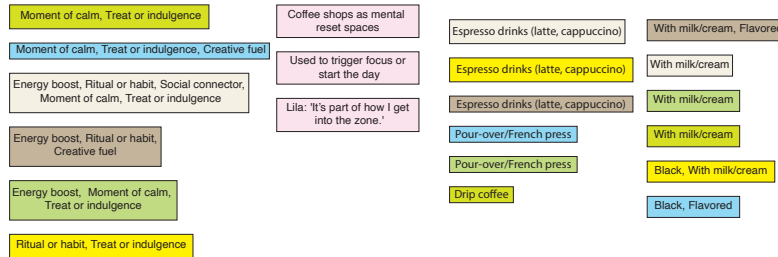 Moment of calm, Treat or indulgence
Moment of calm, Treat or indulgence, Creative fuel
Energy boost, Ritual or habit, Social connector,
Moment of calm, Treat or indulgence
Energy boost, Ritual or habit,
Creative fuel
Energy boost,  Moment of calm,
Treat or indulgence
Ritual or habit, Treat or indulgence
Coffee shops as mental
reset spaces
Used to trigger focus or
start the day
Lila: 'It's part of how I get
into the zone.'
Espresso drinks (latte, cappuccino)
Espresso drinks (latte, cappuccino)
Espresso drinks (latte, cappuccino)
Pour-over/French press
Pour-over/French press
Drip coffee
With milk/cream, Flavored
With milk/cream
With milk/cream
With milk/cream
Black, With milk/cream
Black, Flavored